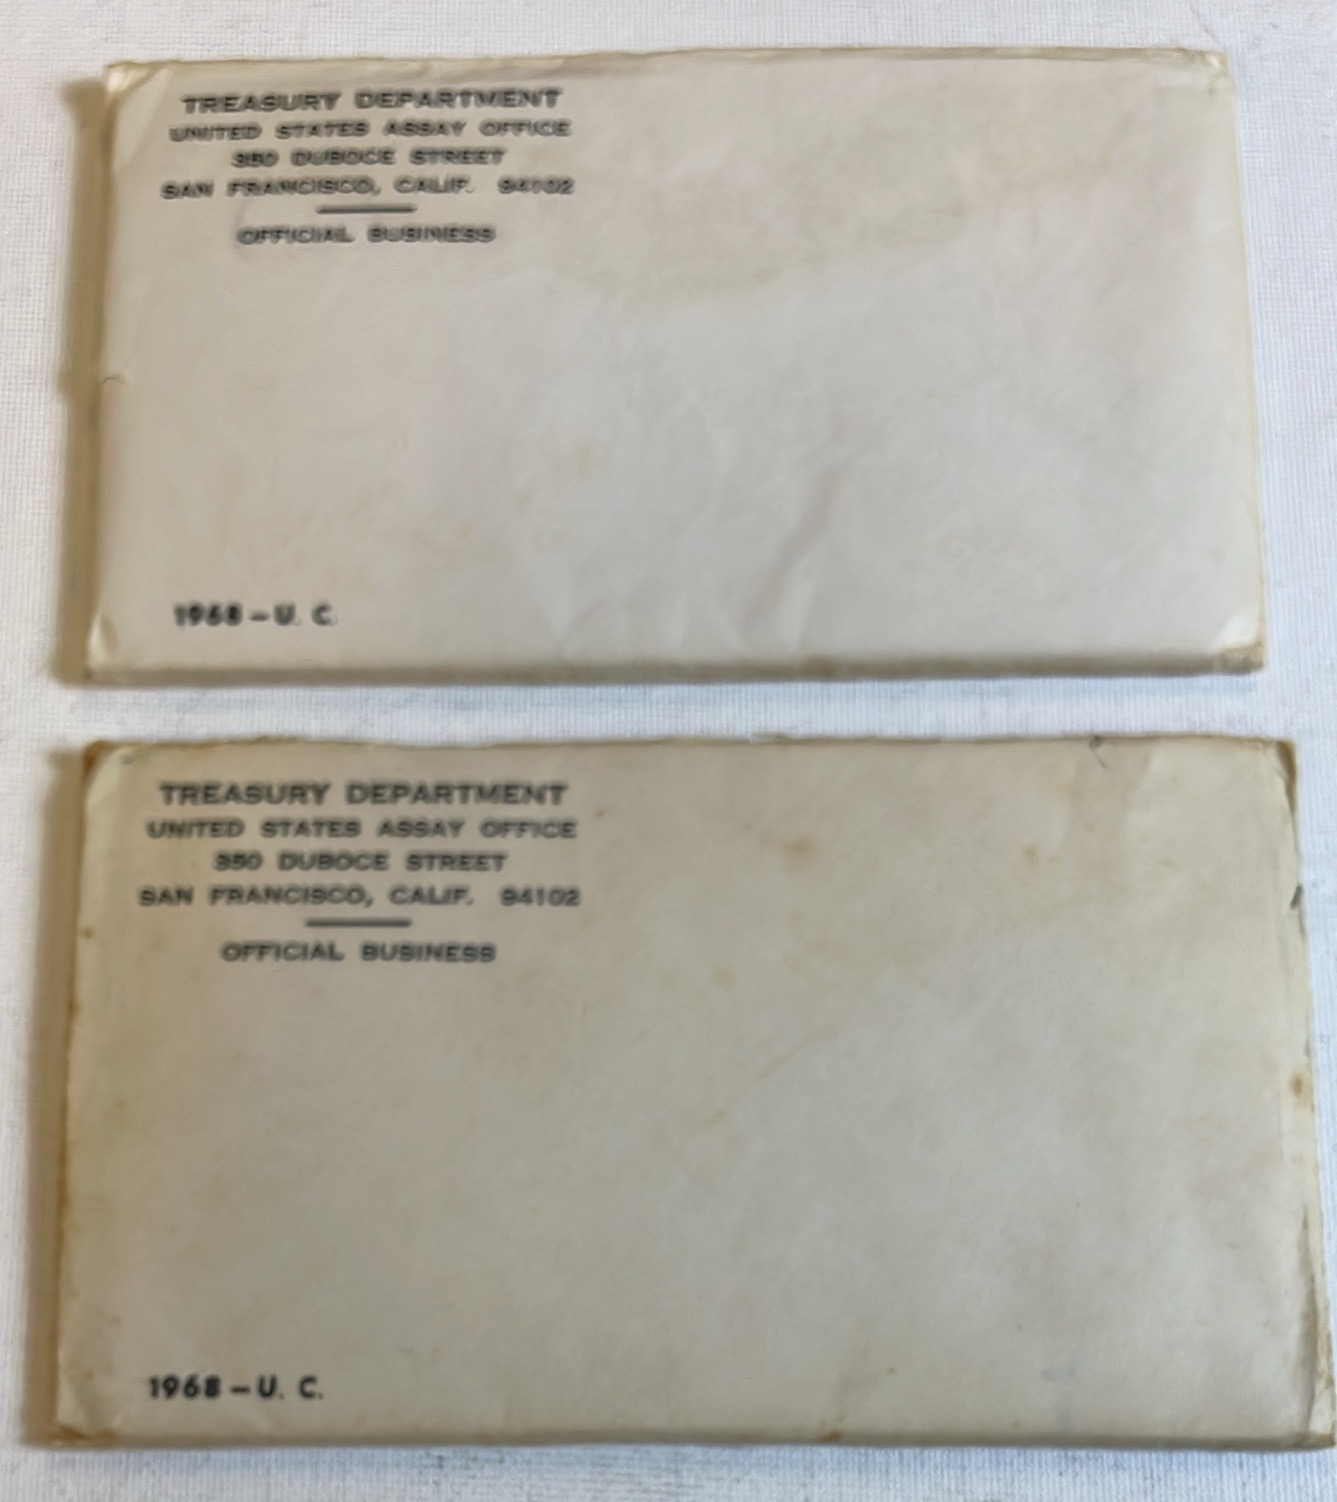 TREASURY DEPARTMENT
UNITED STATES ASSAY OFFICE
350 DUBOCE STREET
SAN FRANCISCO, CALIF. 94102
OFFICIAL BUSINESS
1968 – U. C.
TREASURY DEPARTMENT
UNITED STATES ASSAY OFFICE
350 DUBOCE STREET
SAN FRANCISCO, CALIF. 94102
OFFICIAL BUSINESS
1968 – U. C.